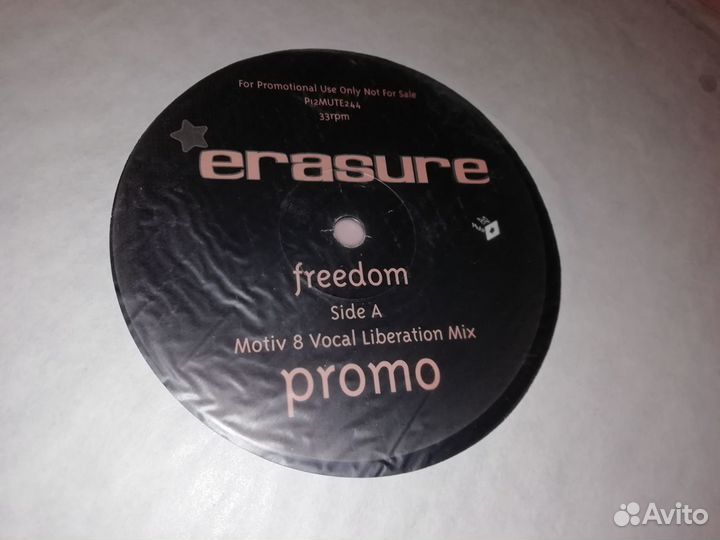 For Promotional Use Only Not For Sale
P12MUTE244
33rpm
erasure
freedom
Side A
Motiv 8 Vocal Liberation Mix
promo
Avito